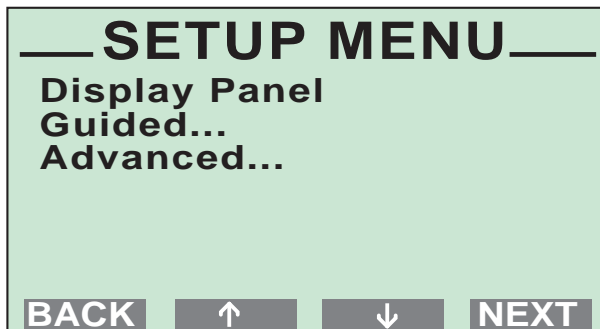 SETUP MENU
Display Panel
Guided...
Advanced...
BACK ↑ ↓ NEXT